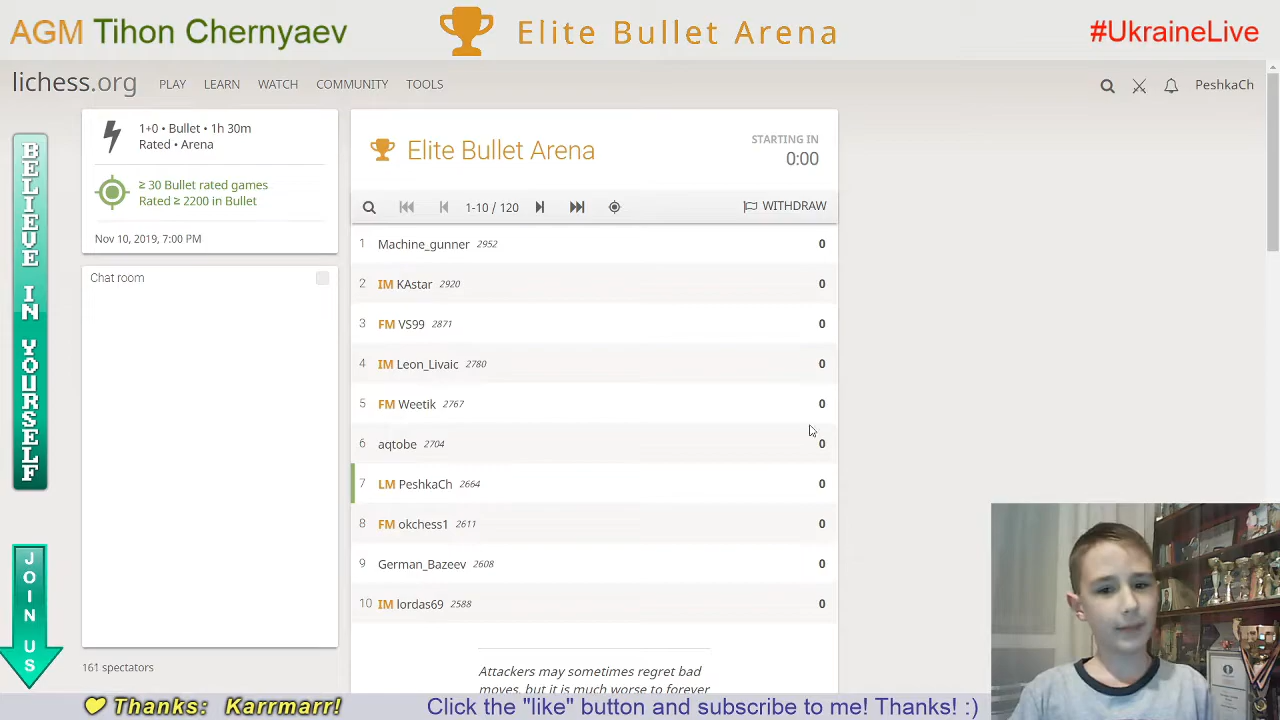 AGM Tihon Chernyaev
Elite Bullet Arena
#UkraineLive
lichess.org
PLAY LEARN WATCH COMMUNITY TOOLS
PeshkaCh
BELIEVE IN YOURSELF
JOIN US
1+0 • Bullet • 1h 30m
Rated • Arena
≥ 30 Bullet rated games
Rated ≥ 2200 in Bullet
Nov 10, 2019, 7:00 PM
Chat room
161 spectators
Elite Bullet Arena
STARTING IN
0:00
1-10 / 120
WITHDRAW
1 Machine_gunner 2952 0
2 IM KAstar 2920 0
3 FM VS99 2871 0
4 IM Leon_Livaic 2780 0
5 FM Weetik 2767 0
6 aqtobe 2704 0
7 LM PeshkaCh 2664 0
8 FM okchess1 2611 0
9 German_Bazeev 2608 0
10 IM lordas69 2588 0
Attackers may sometimes regret bad
moves, but it is much worse to forever
Thanks: Karrmarr!
Click the "like" button and subscribe to me! Thanks! :)